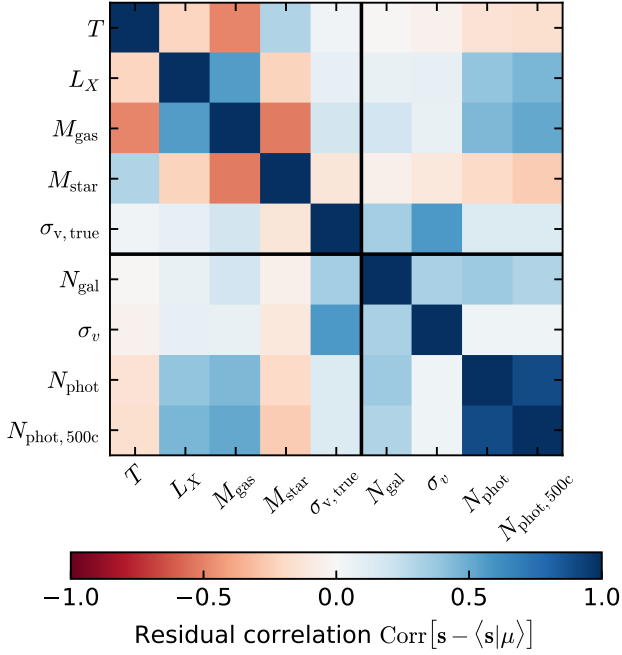 T
L_X
M_gas
M_star
σ_v,true
N_gal
σ_v
N_phot
N_phot,500c
T L_X M_gas M_star σ_v,true N_gal σ_v N_phot N_phot,500c
−1.0 −0.5 0.0 0.5 1.0
Residual correlation Corr[s − ⟨s|μ⟩]